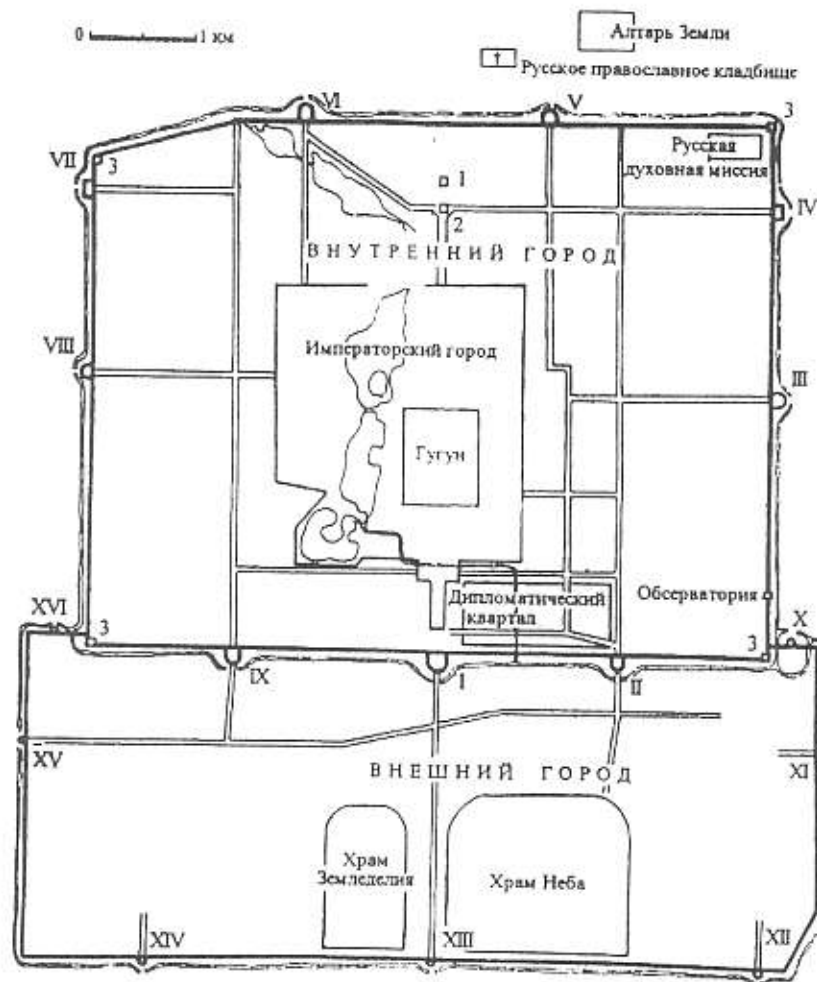 0 1 км
Алтарь Земли
† Русское православное кладбище
VI
V
3
VII
3
Русская
духовная миссия
1
IV
2
ВНУТРЕННИЙ ГОРОД
VIII
Императорский город
III
Гугун
Обсерватория
Дипломатический
квартал
XVI
3
X
3
IX
I
II
XV
ВНЕШНИЙ ГОРОД
XI
Храм
Земледелия
Храм Неба
XIV
XIII
XII